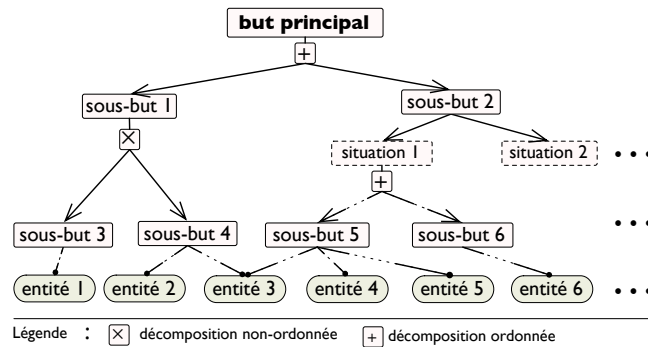 but principal
+
sous-but 1
sous-but 2
×
situation 1
situation 2
• • •
+
sous-but 3
sous-but 4
sous-but 5
sous-but 6
• • •
entité 1
entité 2
entité 3
entité 4
entité 5
entité 6
• • •
Légende : × décomposition non-ordonnée + décomposition ordonnée